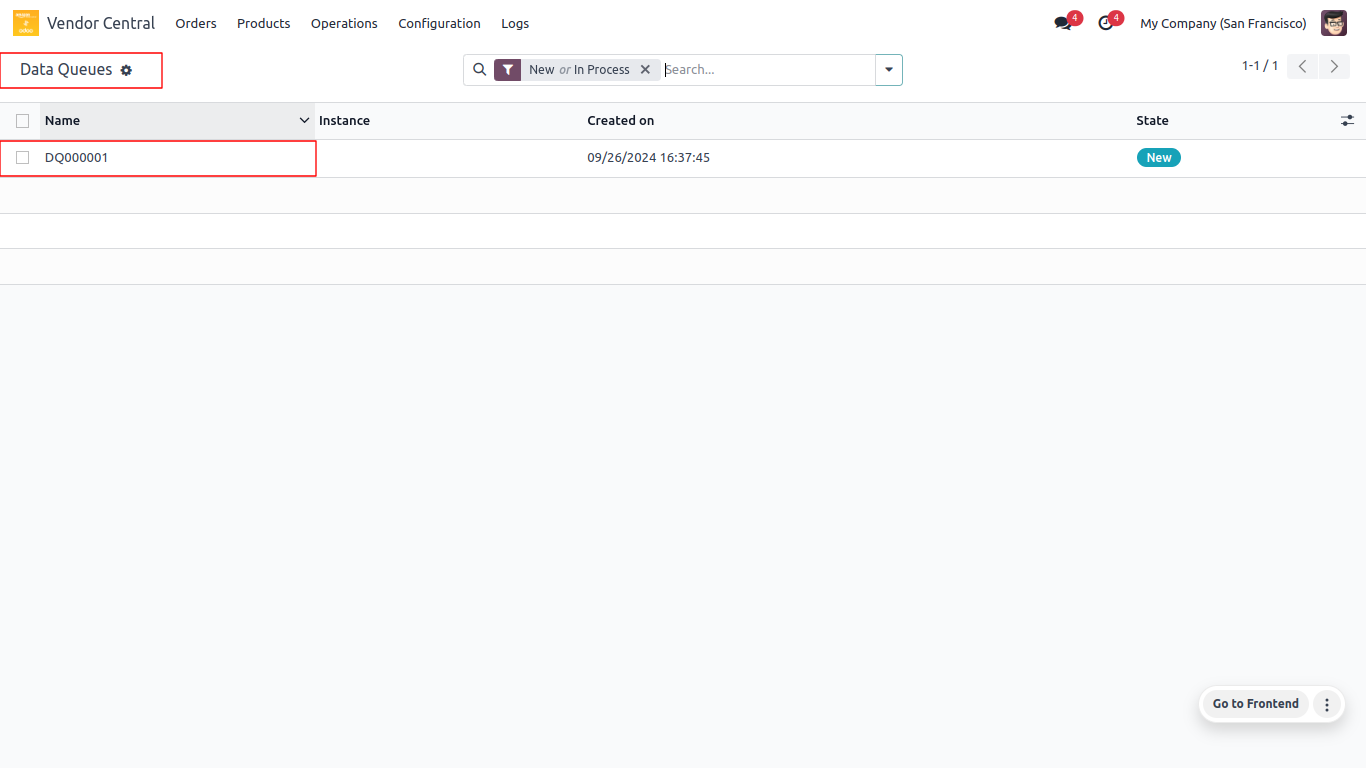 Vendor Central Orders Products Operations Configuration Logs 4 4 My Company (San Francisco)
Data Queues New or In Process Search... 1-1 / 1
Name Instance Created on State
DQ000001 09/26/2024 16:37:45 New
Go to Frontend